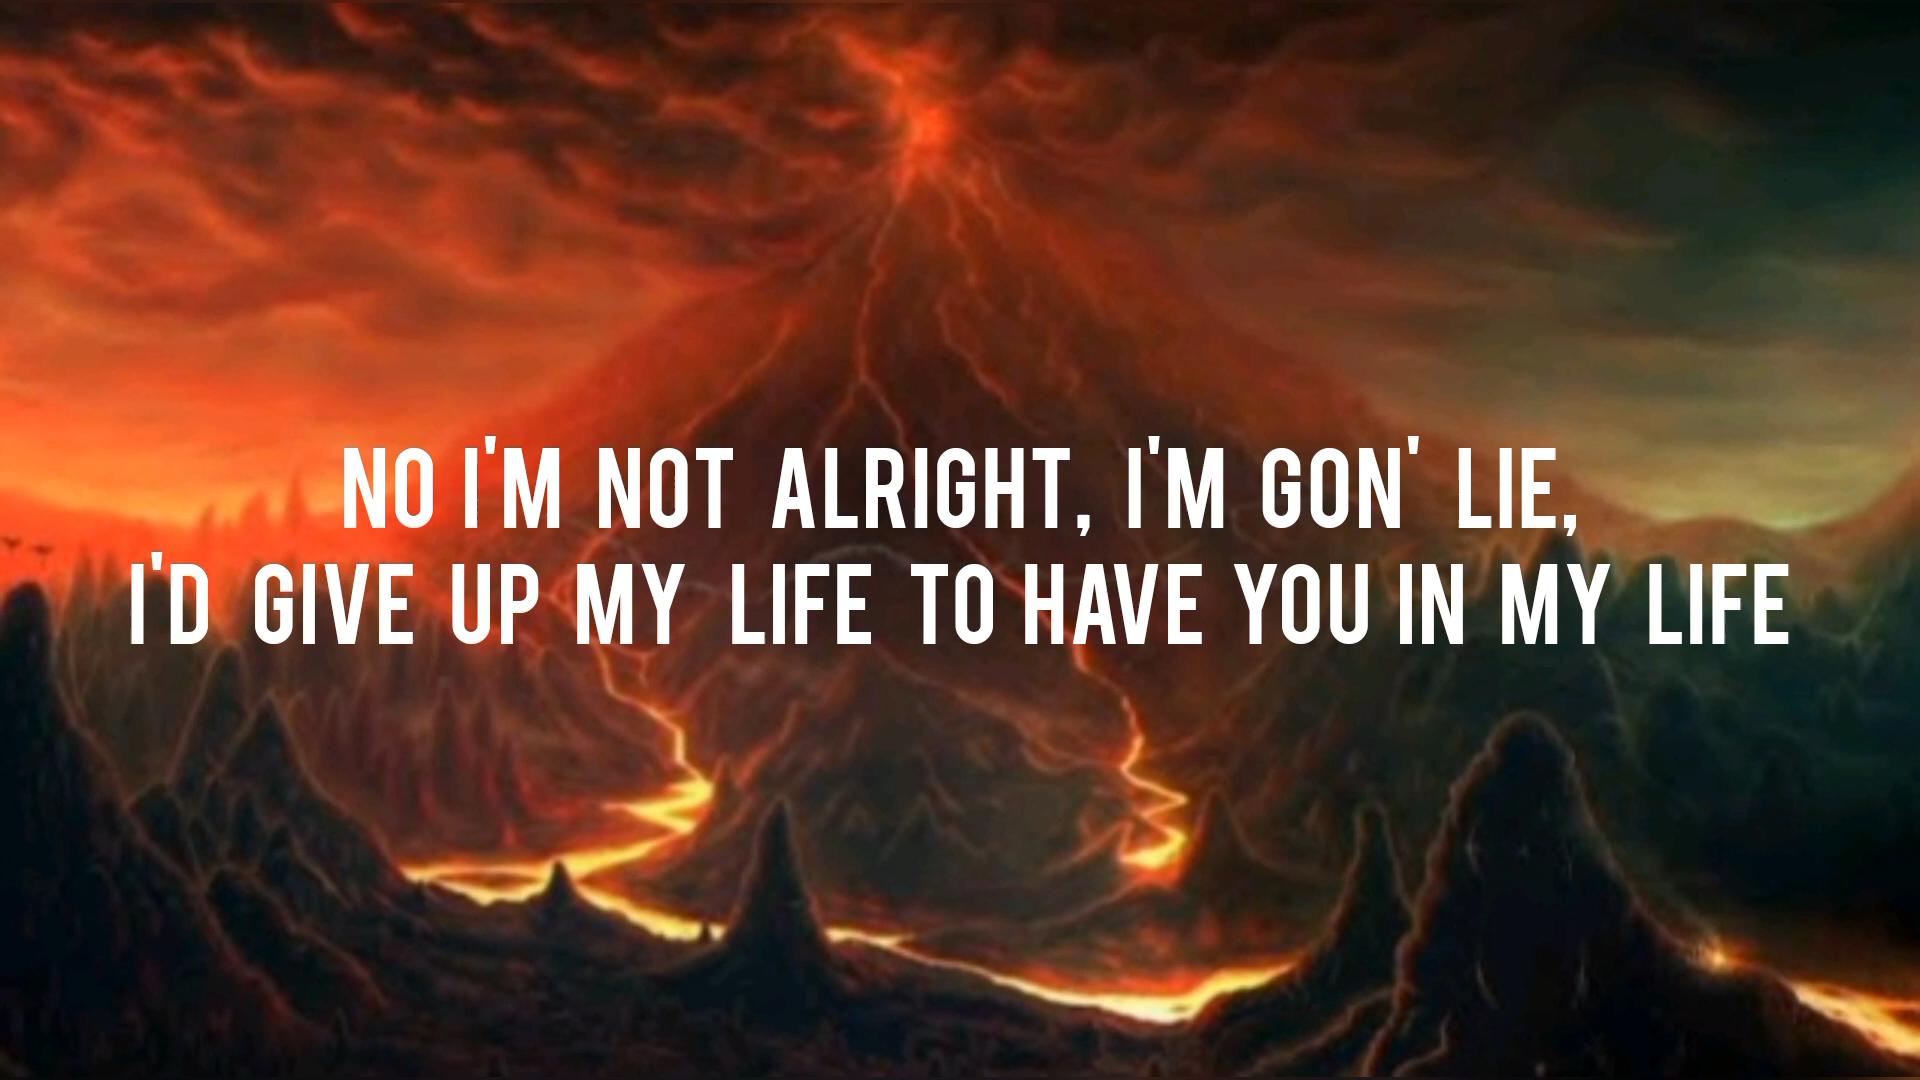 NO I'M NOT ALRIGHT, I'M GON' LIE,
I'D GIVE UP MY LIFE TO HAVE YOU IN MY LIFE